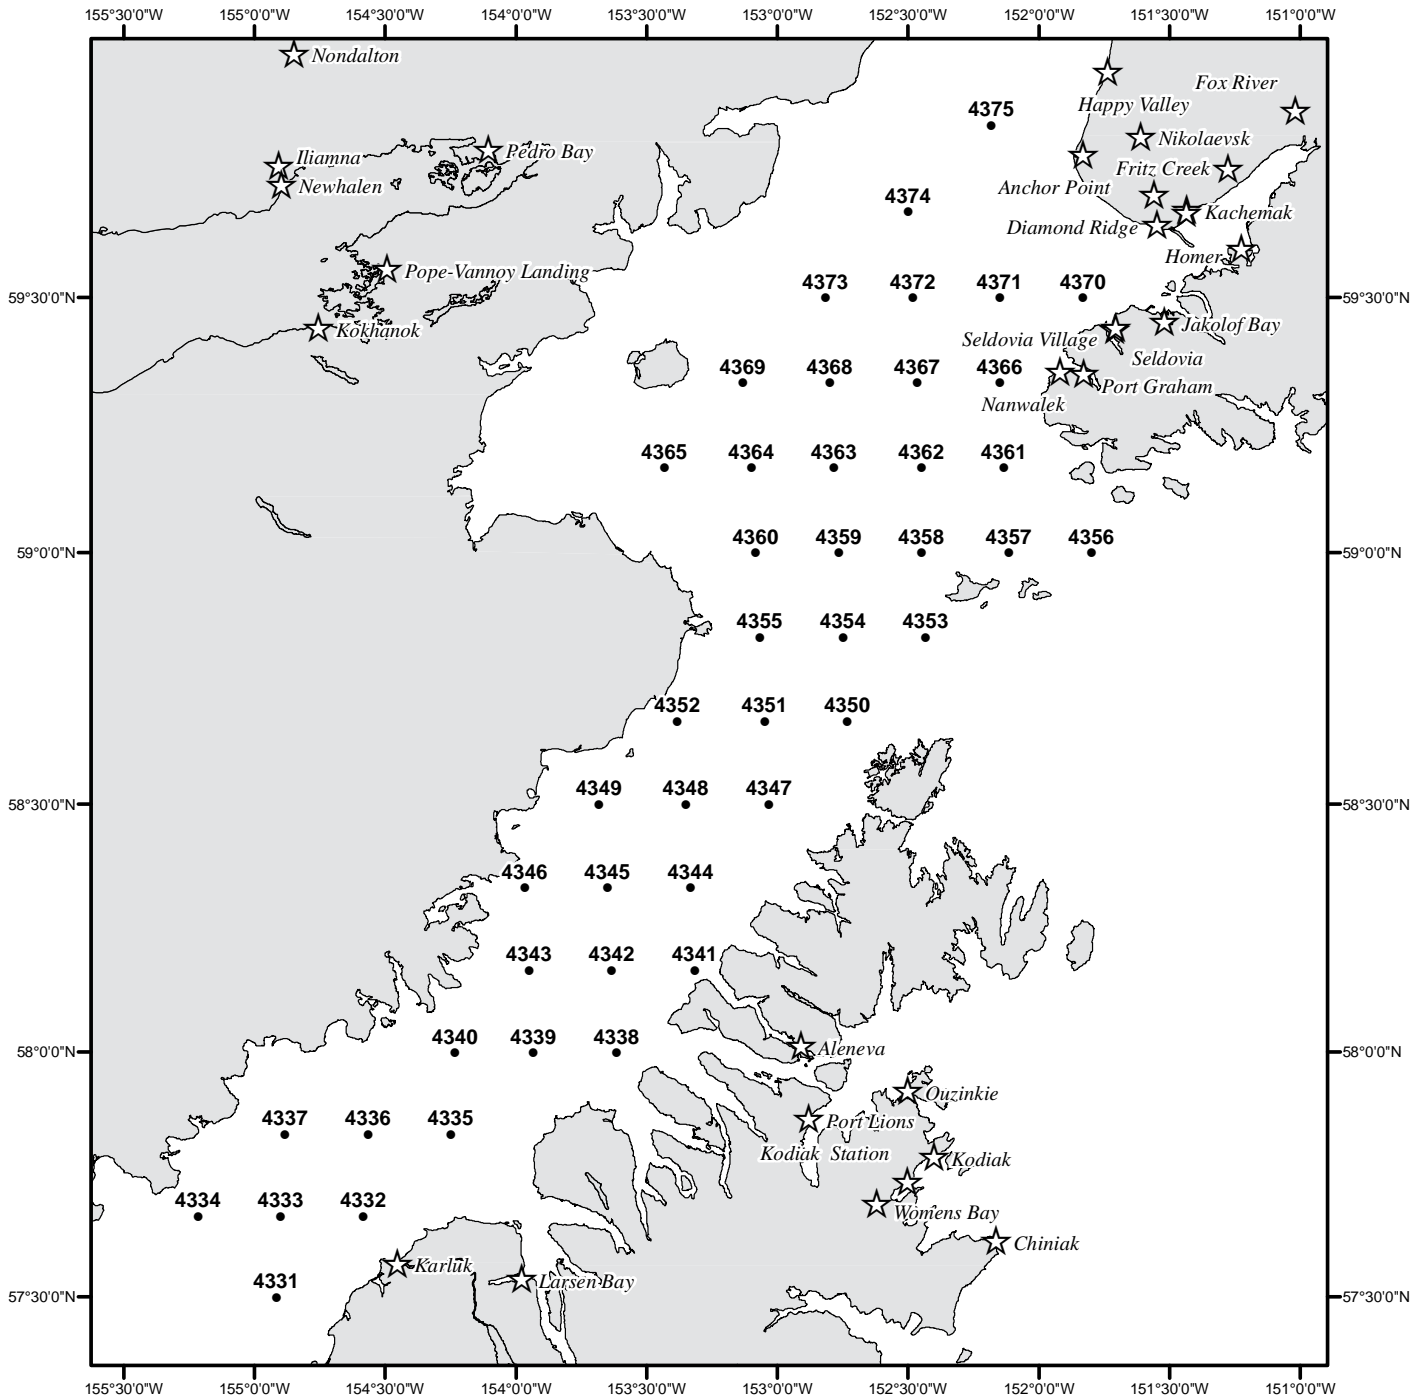 155°30'0"W 155°0'0"W 154°30'0"W 154°0'0"W 153°30'0"W 153°0'0"W 152°30'0"W 152°0'0"W 151°30'0"W 151°0'0"W
Nondalton
Fox River
Happy Valley
4375
Nikolaevsk
Pedro Bay
Iliamna
Fritz Creek
Newhalen
Anchor Point
4374
Kachemak
Diamond Ridge
Homer
Pope-Vannoy Landing
4373 4372 4371 4370
59°30'0"N 59°30'0"N
Kokhanok
Jakolof Bay
Seldovia Village
Seldovia
4369 4368 4367 4366
Port Graham
Nanwalek
4365 4364 4363 4362 4361
4360 4359 4358 4357 4356
59°0'0"N 59°0'0"N
4355 4354 4353
4352 4351 4350
4349 4348 4347
58°30'0"N 58°30'0"N
4346 4345 4344
4343 4342 4341
4340 4339 4338
Aleneva
58°0'0"N 58°0'0"N
Ouzinkie
4337 4336 4335
Port Lions
Kodiak Station
Kodiak
4334 4333 4332
Womens Bay
Chiniak
Karluk
4331
Larsen Bay
57°30'0"N 57°30'0"N
155°30'0"W 155°0'0"W 154°30'0"W 154°0'0"W 153°30'0"W 153°0'0"W 152°30'0"W 152°0'0"W 151°30'0"W 151°0'0"W